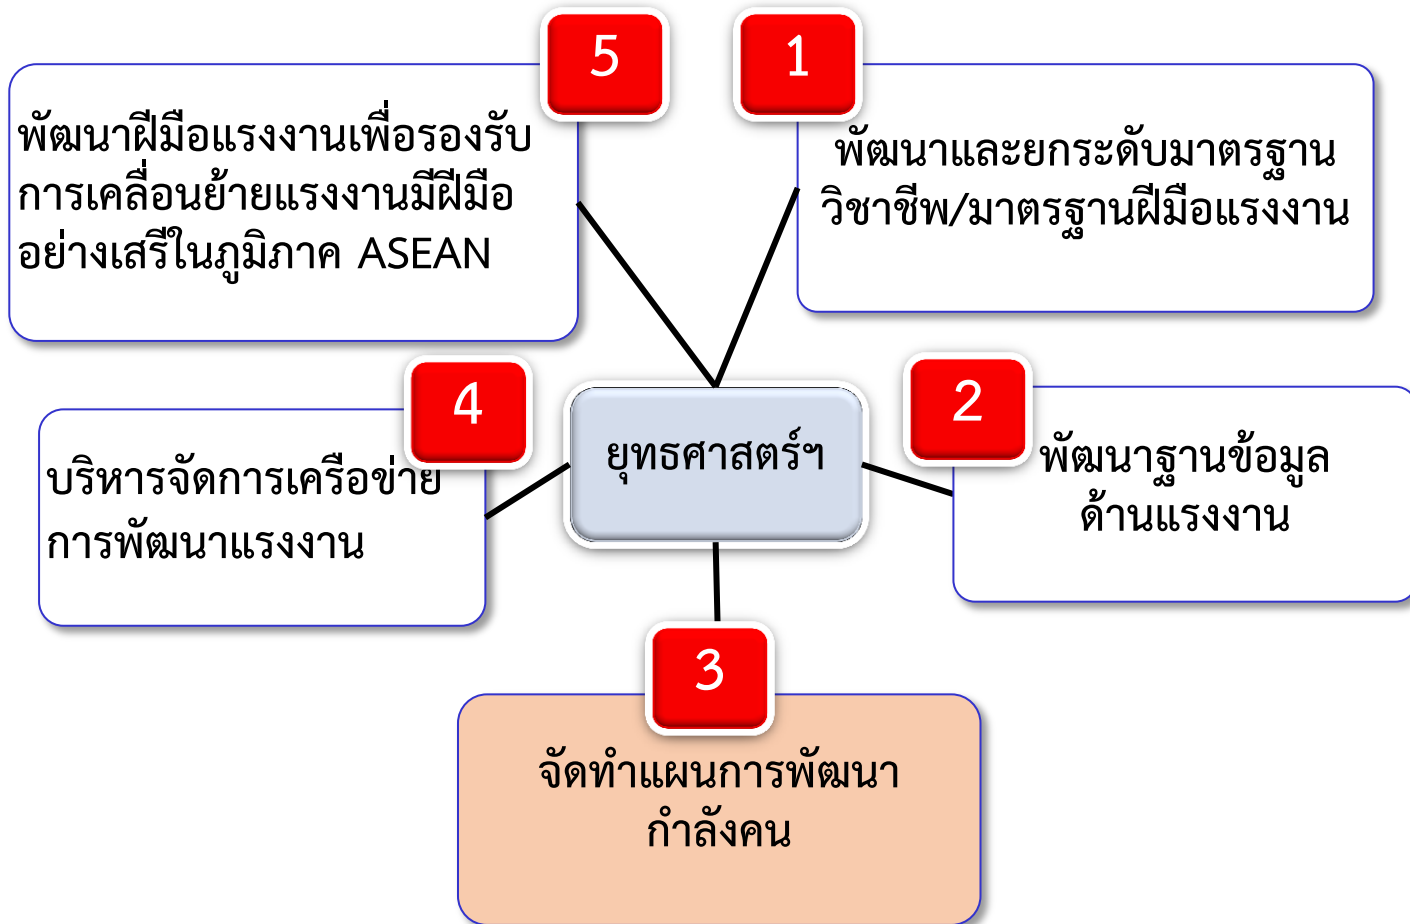 5
พัฒนาฝีมือแรงงานเพื่อรองรับ
การเคลื่อนย้ายแรงงานมีฝีมือ
อย่างเสรีในภูมิภาค ASEAN
1
พัฒนาและยกระดับมาตรฐาน
วิชาชีพ/มาตรฐานฝีมือแรงงาน
4
บริหารจัดการเครือข่าย
การพัฒนาแรงงาน
ยุทธศาสตร์ฯ
2
พัฒนาฐานข้อมูล
ด้านแรงงาน
3
จัดทำแผนการพัฒนา
กำลังคน